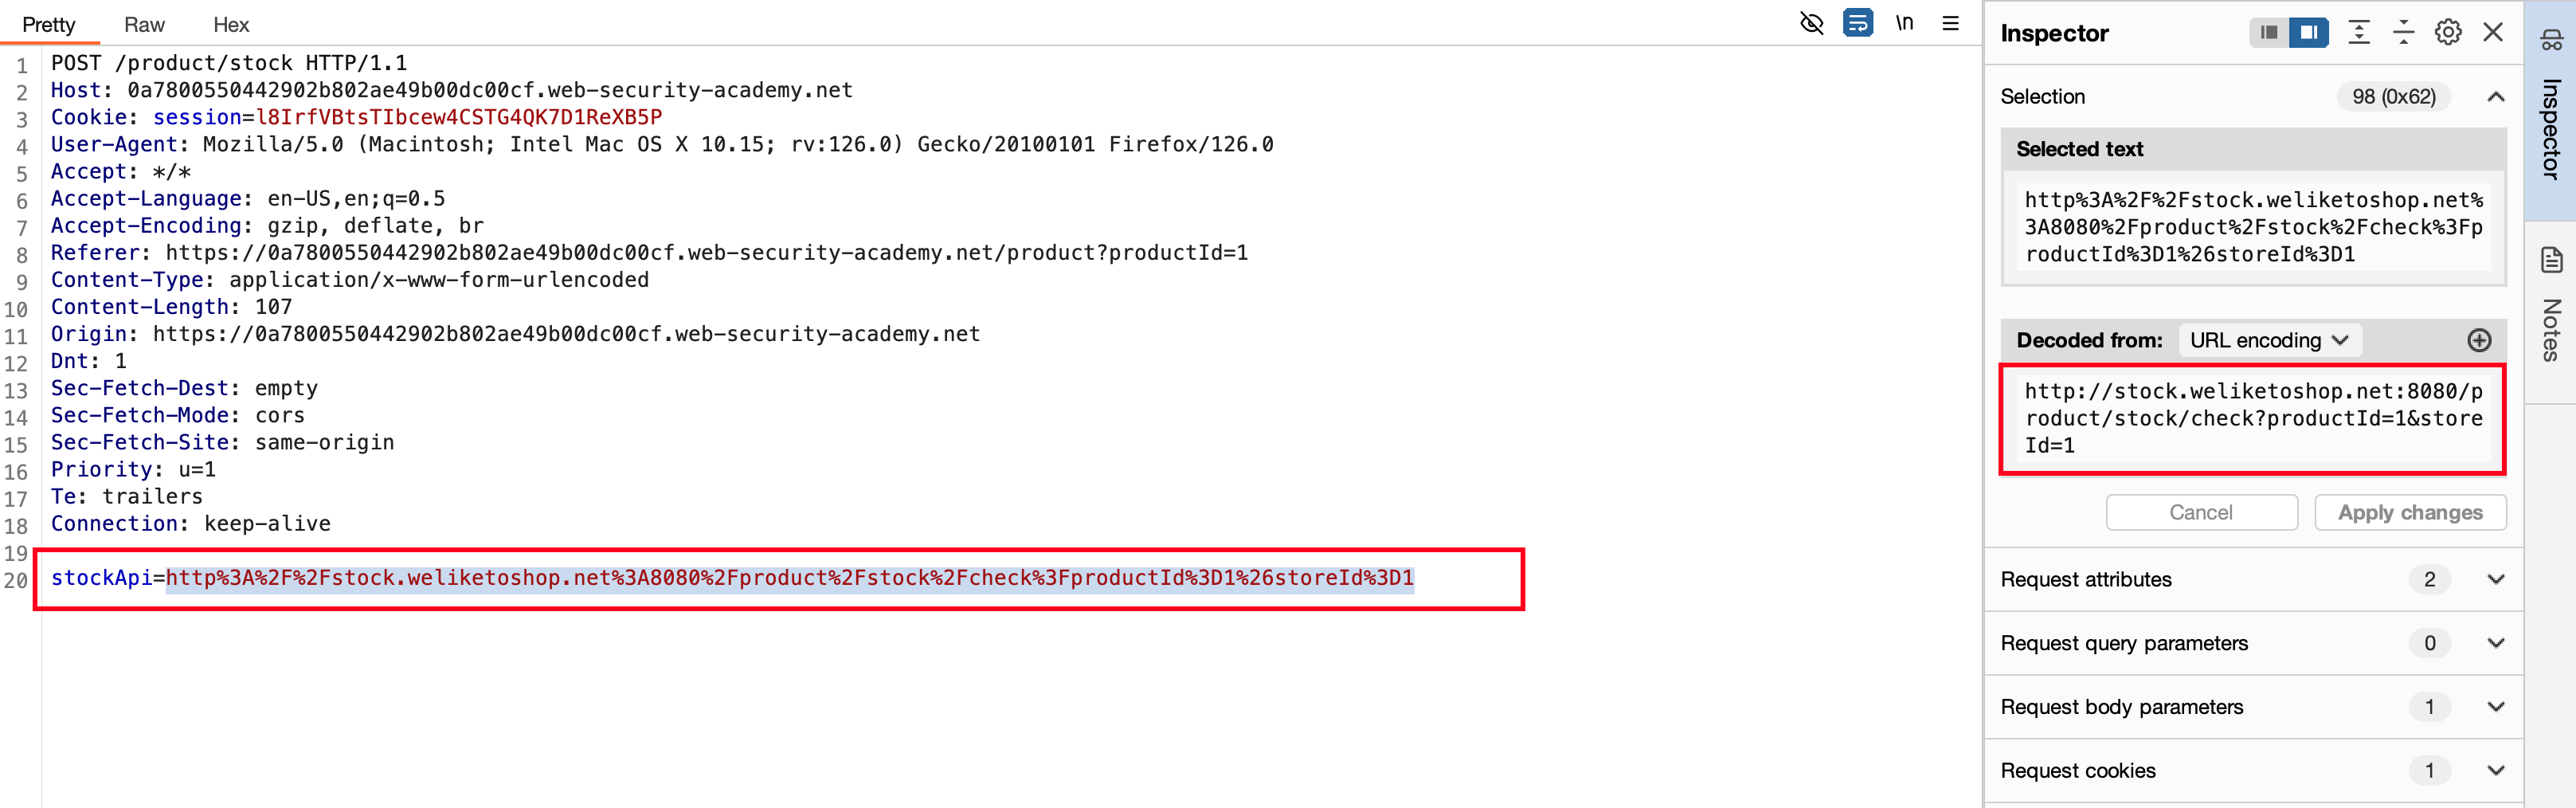 Pretty Raw Hex \n
1 POST /product/stock HTTP/1.1
2 Host: 0a7800550442902b802ae49b00dc00cf.web-security-academy.net
3 Cookie: session=l8IrfVBtsTIbcew4CSTG4QK7D1ReXB5P
4 User-Agent: Mozilla/5.0 (Macintosh; Intel Mac OS X 10.15; rv:126.0) Gecko/20100101 Firefox/126.0
5 Accept: */*
6 Accept-Language: en-US,en;q=0.5
7 Accept-Encoding: gzip, deflate, br
8 Referer: https://0a7800550442902b802ae49b00dc00cf.web-security-academy.net/product?productId=1
9 Content-Type: application/x-www-form-urlencoded
10 Content-Length: 107
11 Origin: https://0a7800550442902b802ae49b00dc00cf.web-security-academy.net
12 Dnt: 1
13 Sec-Fetch-Dest: empty
14 Sec-Fetch-Mode: cors
15 Sec-Fetch-Site: same-origin
16 Priority: u=1
17 Te: trailers
18 Connection: keep-alive
19
20 stockApi=http%3A%2F%2Fstock.weliketoshop.net%3A8080%2Fproduct%2Fstock%2Fcheck%3FproductId%3D1%26storeId%3D1
Inspector
Selection 98 (0x62)
Selected text
http%3A%2F%2Fstock.weliketoshop.net%
3A8080%2Fproduct%2Fstock%2Fcheck%3Fp
roductId%3D1%26storeId%3D1
Decoded from: URL encoding
http://stock.weliketoshop.net:8080/p
roduct/stock/check?productId=1&store
Id=1
Cancel Apply changes
Request attributes 2
Request query parameters 0
Request body parameters 1
Request cookies 1
Inspector
Notes